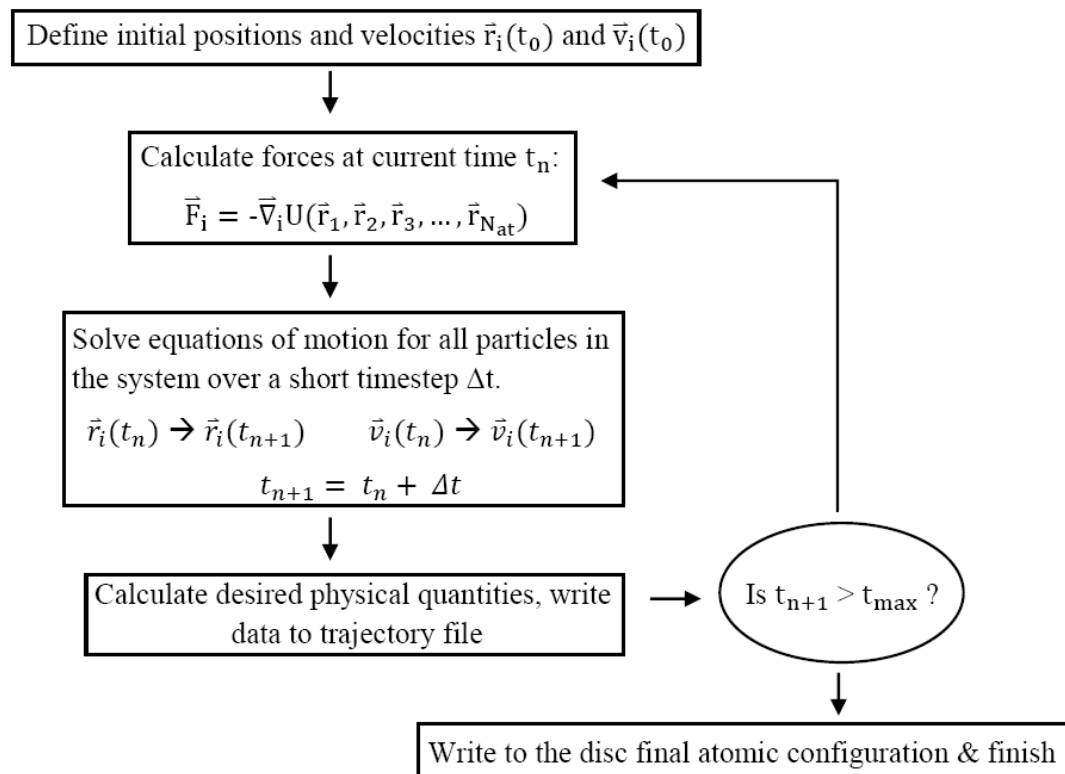 Define initial positions and velocities r⃗ᵢ(t₀) and v⃗ᵢ(t₀)
Calculate forces at current time tₙ:
F⃗ᵢ = -∇⃗ᵢU(r⃗₁, r⃗₂, r⃗₃, ..., r⃗_Nₐₜ)
Solve equations of motion for all particles in
the system over a short timestep Δt.
r⃗ᵢ(tₙ) → r⃗ᵢ(tₙ₊₁) v⃗ᵢ(tₙ) → v⃗ᵢ(tₙ₊₁)
tₙ₊₁ = tₙ + Δt
Calculate desired physical quantities, write
data to trajectory file
Is tₙ₊₁ > tₘₐₓ ?
Write to the disc final atomic configuration & finish